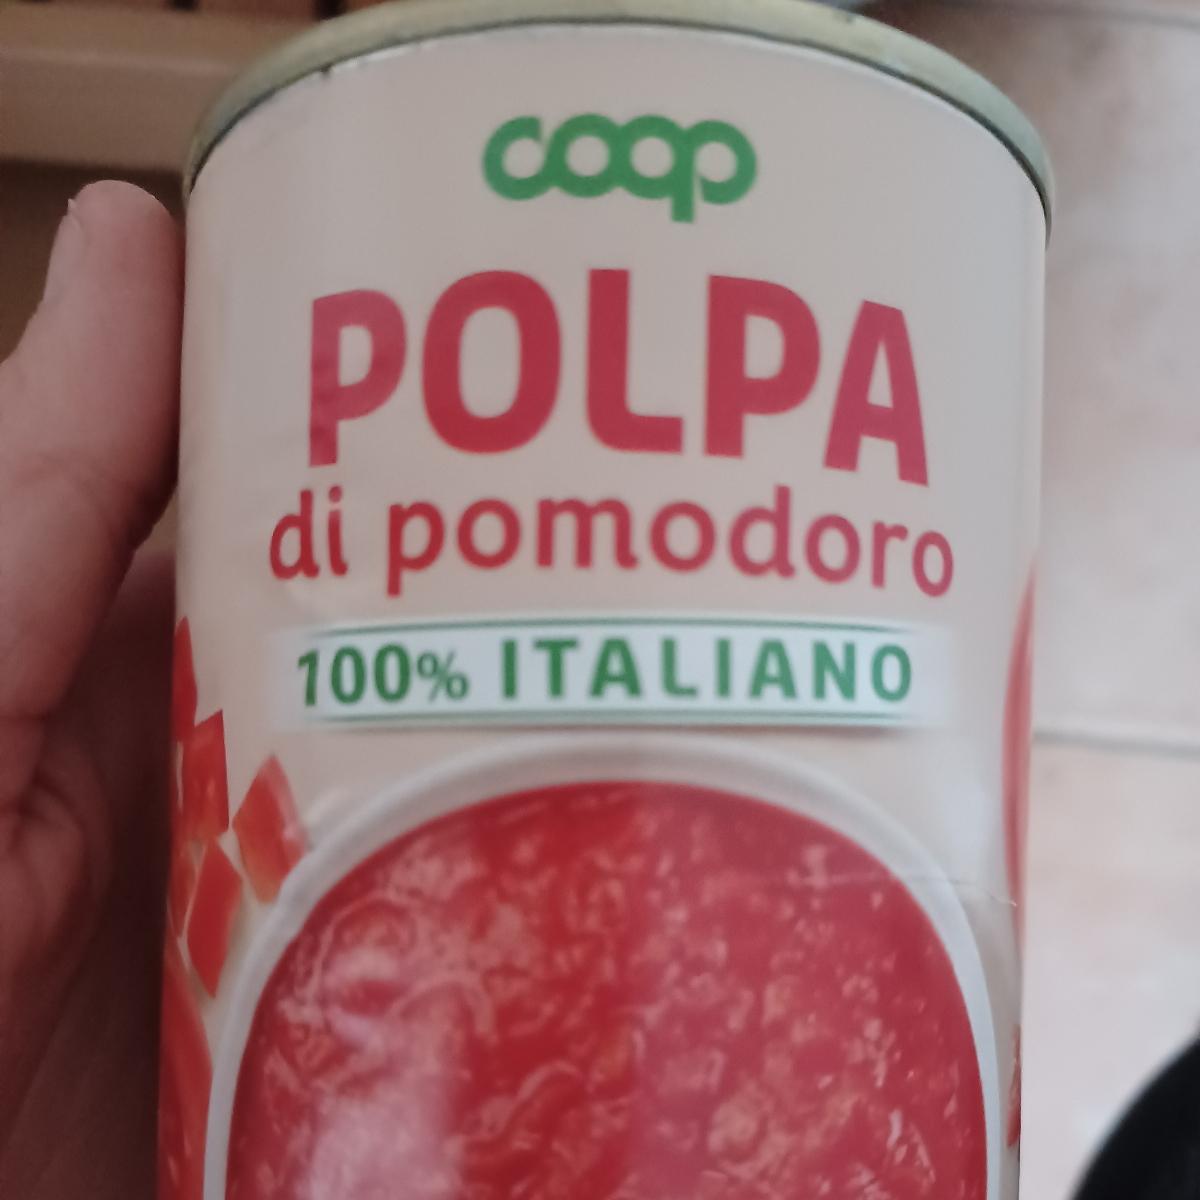 coop
POLPA
di pomodoro
100% ITALIANO